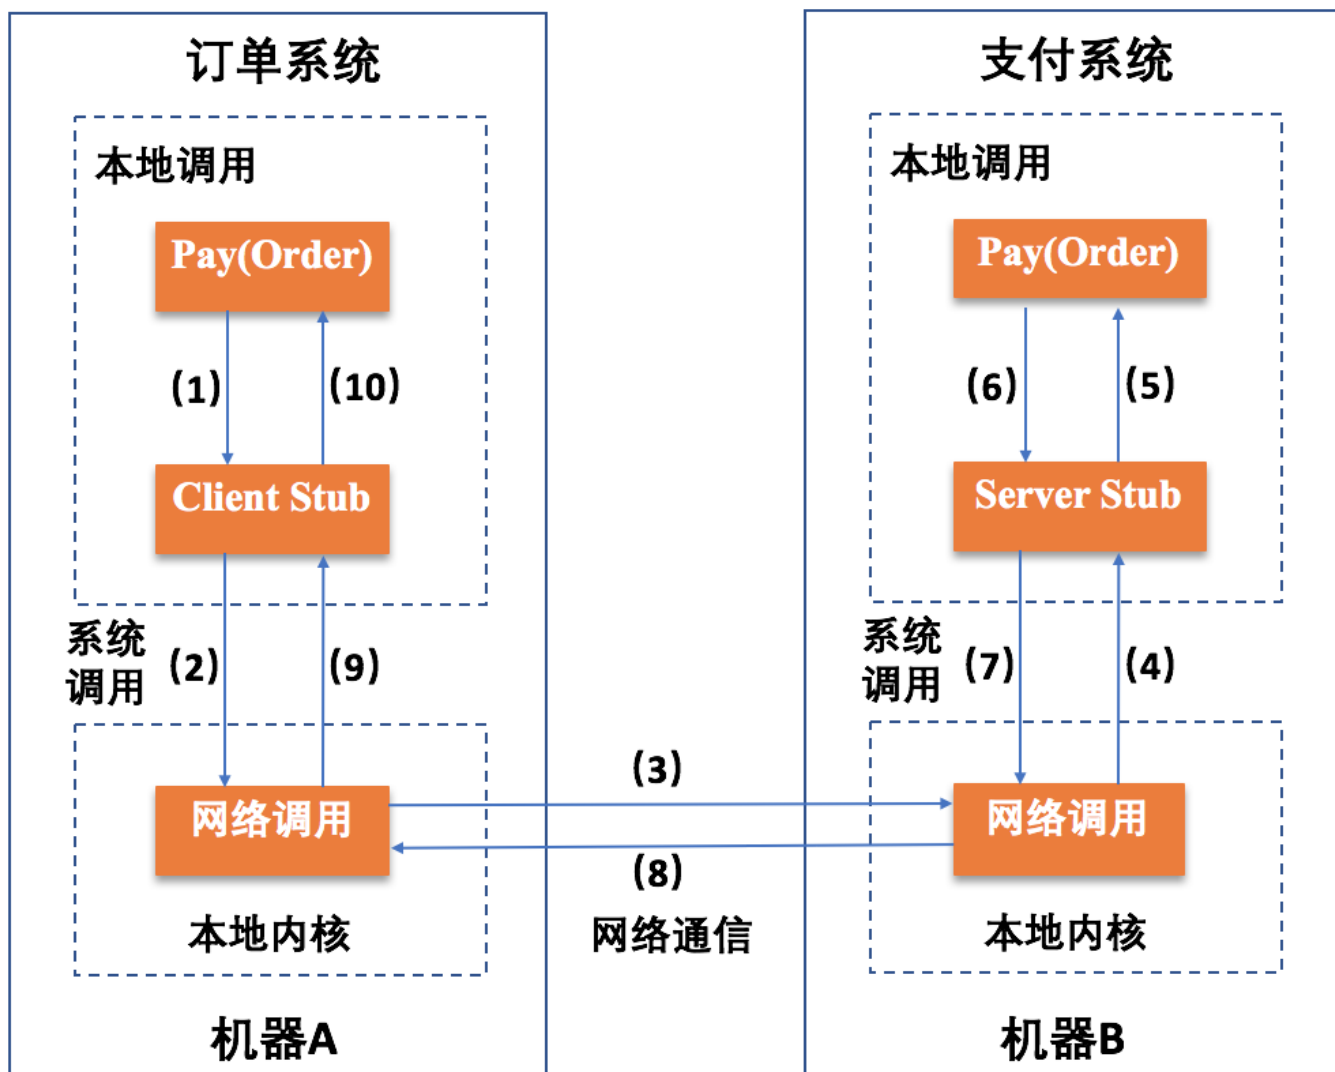 订单系统
本地调用
Pay(Order)
(1)
(10)
Client Stub
系统
调用
(2)
(9)
网络调用
本地内核
机器A
(3)
(8)
网络通信
支付系统
本地调用
Pay(Order)
(6)
(5)
Server Stub
系统
调用
(7)
(4)
网络调用
本地内核
机器B